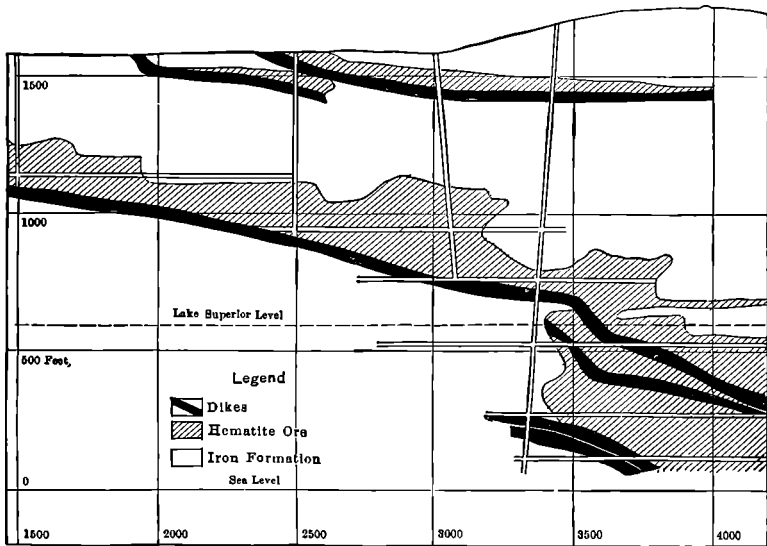 1500
1000
Lake Superior Level
500 Feet,
Legend
Dikes
Hematite Ore
Iron Formation
0
Sea Level
1500
2000
2500
3000
3500
4000